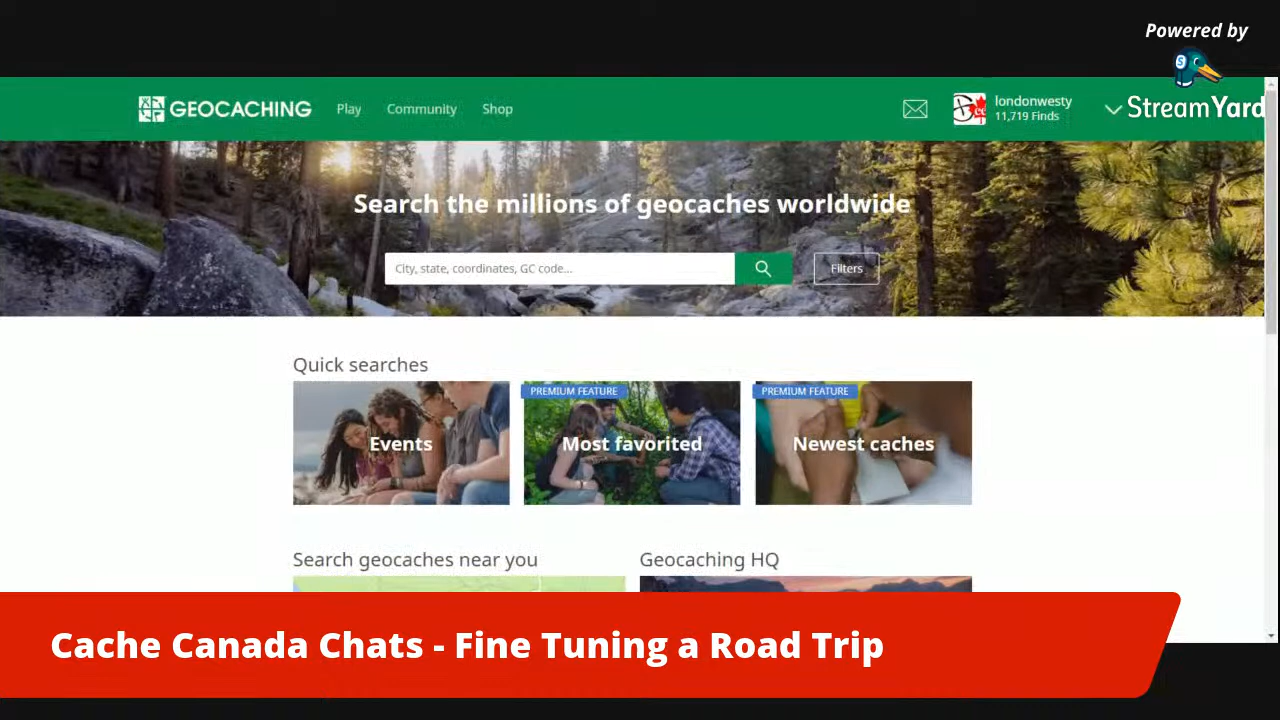 Powered by
StreamYard
GEOCACHING
Play
Community
Shop
londonwesty
11,719 Finds
Search the millions of geocaches worldwide
City, state, coordinates, GC code...
Filters
Quick searches
Events
PREMIUM FEATURE
Most favorited
PREMIUM FEATURE
Newest caches
Search geocaches near you
Geocaching HQ
Cache Canada Chats - Fine Tuning a Road Trip